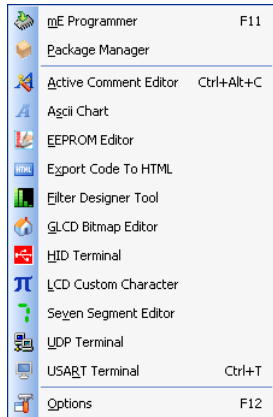 mE Programmer F11
Package Manager
Active Comment Editor Ctrl+Alt+C
Ascii Chart
EEPROM Editor
HTML Export Code To HTML
Filter Designer Tool
GLCD Bitmap Editor
HID Terminal
LCD Custom Character
Seven Segment Editor
UDP Terminal
USART Terminal Ctrl+T
Options F12